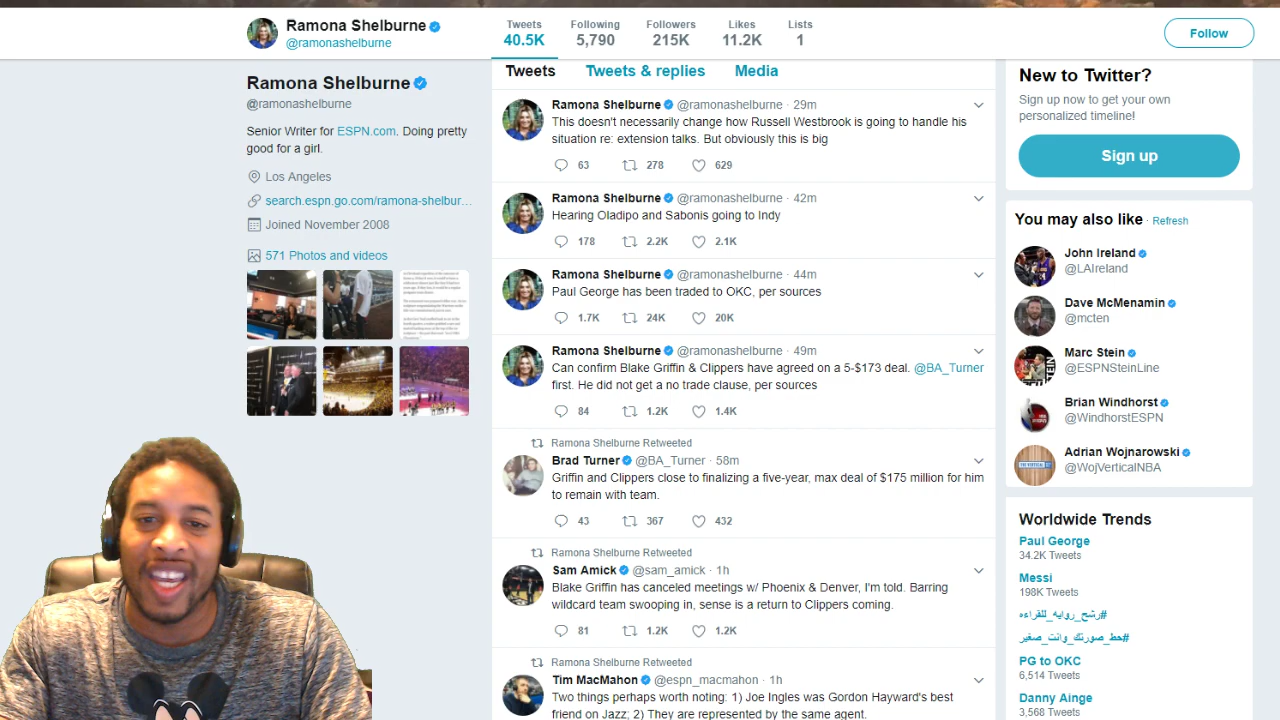 Ramona Shelburne
@ramonashelburne
Tweets
40.5K
Following
5,790
Followers
215K
Likes
11.2K
Lists
1
Follow
Ramona Shelburne
@ramonashelburne
Senior Writer for ESPN.com. Doing pretty
good for a girl.
Los Angeles
search.espn.go.com/ramona-shelbur…
Joined November 2008
571 Photos and videos
Tweets
Tweets & replies
Media
Ramona Shelburne @ramonashelburne · 29m
This doesn't necessarily change how Russell Westbrook is going to handle his
situation re: extension talks. But obviously this is big
63 278 629
Ramona Shelburne @ramonashelburne · 42m
Hearing Oladipo and Sabonis going to Indy
178 2.2K 2.1K
Ramona Shelburne @ramonashelburne · 44m
Paul George has been traded to OKC, per sources
1.7K 24K 20K
Ramona Shelburne @ramonashelburne · 49m
Can confirm Blake Griffin & Clippers have agreed on a 5-$173 deal. @BA_Turner
first. He did not get a no trade clause, per sources
84 1.2K 1.4K
Ramona Shelburne Retweeted
Brad Turner @BA_Turner · 58m
Griffin and Clippers close to finalizing a five-year, max deal of $175 million for him
to remain with team.
43 367 432
Ramona Shelburne Retweeted
Sam Amick @sam_amick · 1h
Blake Griffin has canceled meetings w/ Phoenix & Denver, I'm told. Barring
wildcard team swooping in, sense is a return to Clippers coming.
81 1.2K 1.2K
Ramona Shelburne Retweeted
Tim MacMahon @espn_macmahon · 1h
Two things perhaps worth noting: 1) Joe Ingles was Gordon Hayward's best
friend on Jazz; 2) They are represented by the same agent.
New to Twitter?
Sign up now to get your own
personalized timeline!
Sign up
You may also like · Refresh
John Ireland
@LAIreland
Dave McMenamin
@mcten
Marc Stein
@ESPNSteinLine
Brian Windhorst
@WindhorstESPN
Adrian Wojnarowski
@WojVerticalNBA
Worldwide Trends
Paul George
34.2K Tweets
Messi
198K Tweets
#رشح_روايه_للقراءه
#حط_صورتك_وانت_صغير
PG to OKC
6,514 Tweets
Danny Ainge
3,568 Tweets